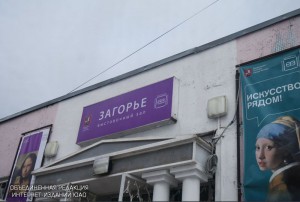 ЗАГОРЬЕ
ВЫСТАВОЧНЫЙ ЗАЛ
ИСКУССТВО
РЯДОМ!
ОБЪЕДИНЕННАЯ РЕДАКЦИЯ
ИНТЕРНЕТ-ИЗДАНИЙ ЮАО